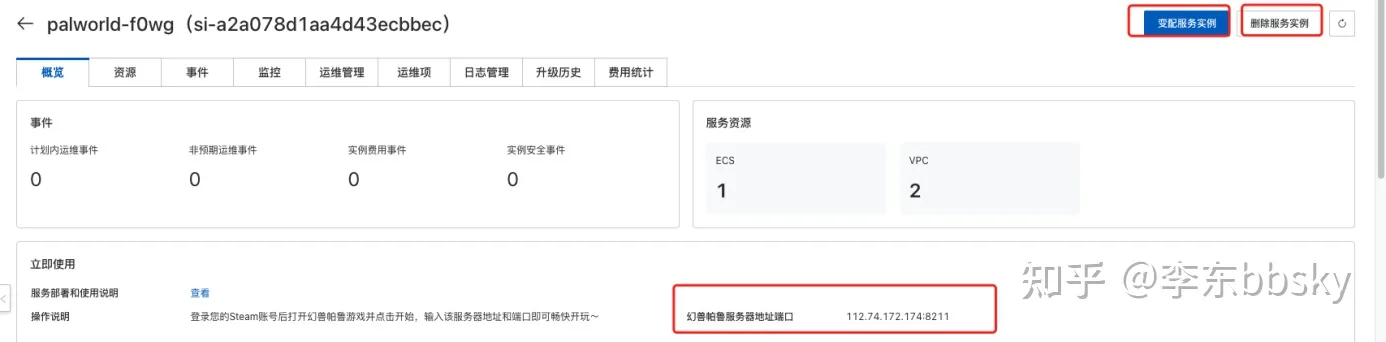 palworld-f0wg（si-a2a078d1aa4d43ecbbec）
变配服务实例
删除服务实例
概览 资源 事件 监控 运维管理 运维项 日志管理 升级历史 费用统计
事件
计划内运维事件 非预期运维事件 实例费用事件 实例安全事件
0 0 0 0
服务资源
ECS VPC
1 2
立即使用
服务部署和使用说明 查看
操作说明 登录您的Steam账号后打开幻兽帕鲁游戏并点击开始，输入该服务器地址和端口即可畅快开玩～ 幻兽帕鲁服务器地址端口 112.74.172.174:8211
知乎 @李东bbsky